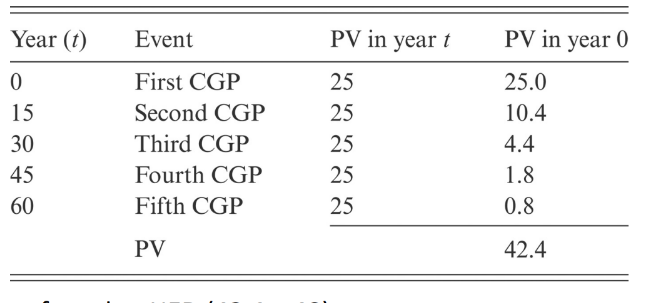 Year (t) Event PV in year t PV in year 0
0 First CGP 25 25.0
15 Second CGP 25 10.4
30 Third CGP 25 4.4
45 Fourth CGP 25 1.8
60 Fifth CGP 25 0.8
PV 42.4